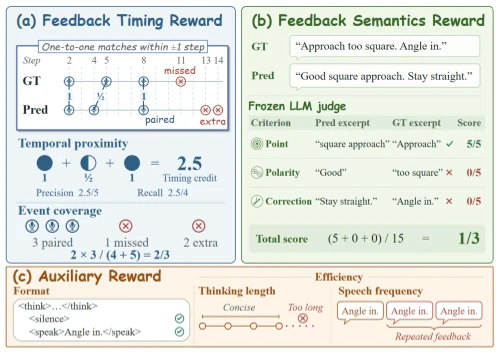 (a) Feedback Timing Reward
One-to-one matches within ±1 step
Step 2 4 5 8 11 13 14
missed
GT
1 ½ 1
Pred
paired extra
Temporal proximity
+ + = 2.5
1 ½ 1 Timing credit
Precision 2.5/5 Recall 2.5/4
Event coverage
3 paired 1 missed 2 extra
2 × 3 / (4 + 5) = 2/3
(b) Feedback Semantics Reward
GT “Approach too square. Angle in.”
Pred “Good square approach. Stay straight.”
Frozen LLM judge
Criterion Pred excerpt GT excerpt Score
Point “square approach” “Approach” ✓ 5/5
Polarity “Good” “too square” ✕ 0/5
Correction “Stay straight.” “Angle in.” ✕ 0/5
Total score (5 + 0 + 0) / 15 = 1/3
(c) Auxiliary Reward
Format
<think>…</think>
<silence>
<speak>Angle in.</speak>
Efficiency
Thinking length
Concise Too long
Speech frequency
Angle in. Angle in. Angle in.
Repeated feedback